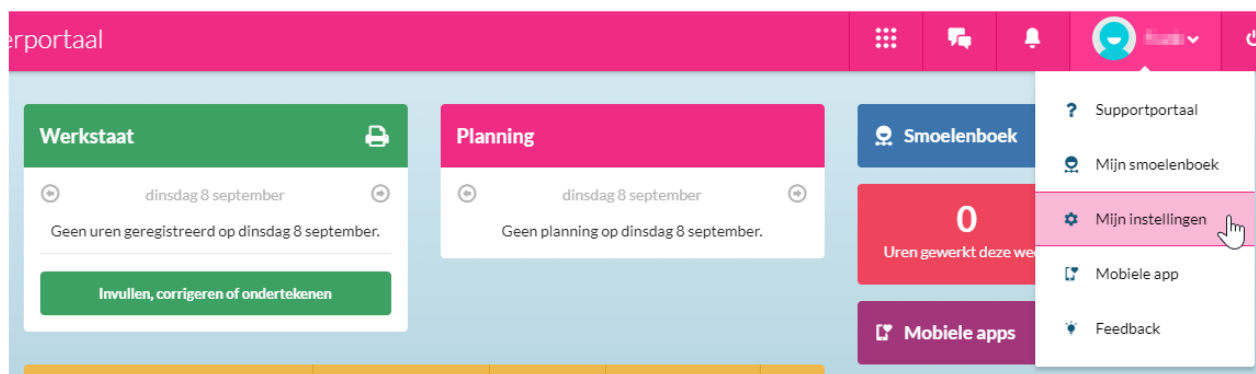 erportaal
Werkstaat
dinsdag 8 september
Geen uren geregistreerd op dinsdag 8 september.
Invullen, corrigeren of ondertekenen
Planning
dinsdag 8 september
Geen planning op dinsdag 8 september.
Smoelenboek
0
Uren gewerkt deze wee
Mobiele apps
Supportportaal
Mijn smoelenboek
Mijn instellingen
Mobiele app
Feedback